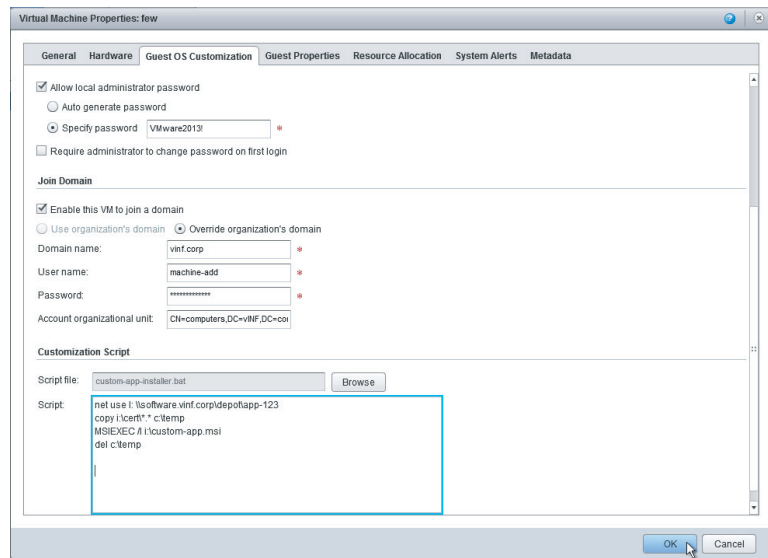 Virtual Machine Properties: few
General Hardware Guest OS Customization Guest Properties Resource Allocation System Alerts Metadata
Allow local administrator password
Auto generate password
Specify password VMware2013! *
Require administrator to change password on first login
Join Domain
Enable this VM to join a domain
Use organization's domain Override organization's domain
Domain name: vinf.corp *
User name: machine-add *
Password: ************* *
Account organizational unit: CN=computers,DC=vINF,DC=cor
Customization Script
Script file: custom-app-installer.bat Browse
Script: net use I: \\software.vinf.corp\depot\app-123
copy i:\cert\*.* c:\temp
MSIEXEC /I i:\custom-app.msi
del c:\temp
OK Cancel